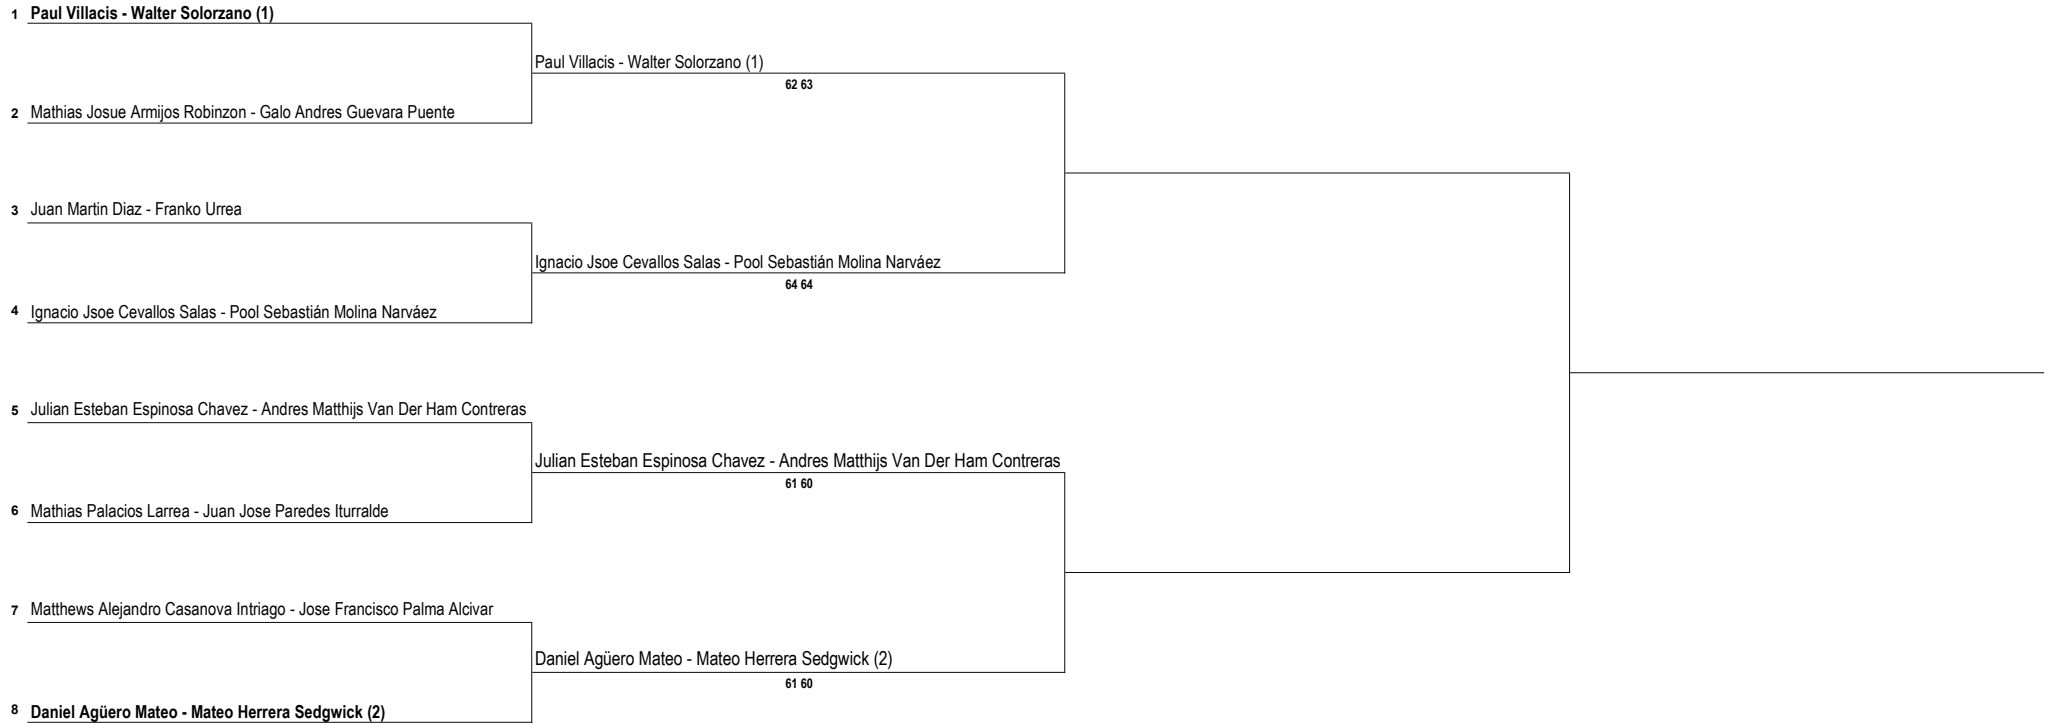 1 Paul Villacis - Walter Solorzano (1)
Paul Villacis - Walter Solorzano (1)
62 63
2 Mathias Josue Armijos Robinzon - Galo Andres Guevara Puente
3 Juan Martin Diaz - Franko Urrea
Ignacio Jsoe Cevallos Salas - Pool Sebastián Molina Narváez
64 64
4 Ignacio Jsoe Cevallos Salas - Pool Sebastián Molina Narváez
5 Julian Esteban Espinosa Chavez - Andres Matthijs Van Der Ham Contreras
Julian Esteban Espinosa Chavez - Andres Matthijs Van Der Ham Contreras
61 60
6 Mathias Palacios Larrea - Juan Jose Paredes Iturralde
7 Matthews Alejandro Casanova Intriago - Jose Francisco Palma Alcivar
Daniel Agüero Mateo - Mateo Herrera Sedgwick (2)
61 60
8 Daniel Agüero Mateo - Mateo Herrera Sedgwick (2)